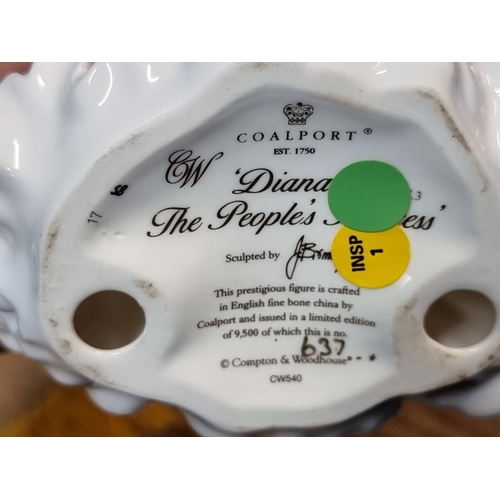 COALPORT®
EST. 1750
CW 'Diana
The People's
Sculpted by
INSP
1
This prestigious figure is crafted
in English fine bone china by
Coalport and issued in a limited edition
of 9,500 of which this is no.
637
© Compton & Woodhouse
CW540
17